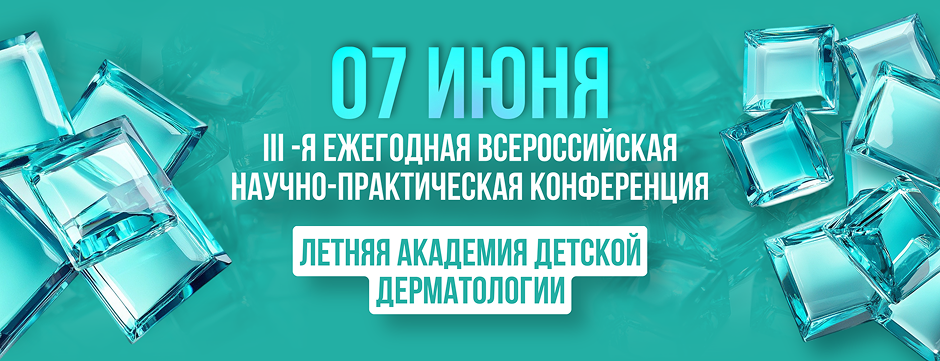 07 ИЮНЯ
III -Я ЕЖЕГОДНАЯ ВСЕРОССИЙСКАЯ
НАУЧНО-ПРАКТИЧЕСКАЯ КОНФЕРЕНЦИЯ
ЛЕТНЯЯ АКАДЕМИЯ ДЕТСКОЙ
ДЕРМАТОЛОГИИ